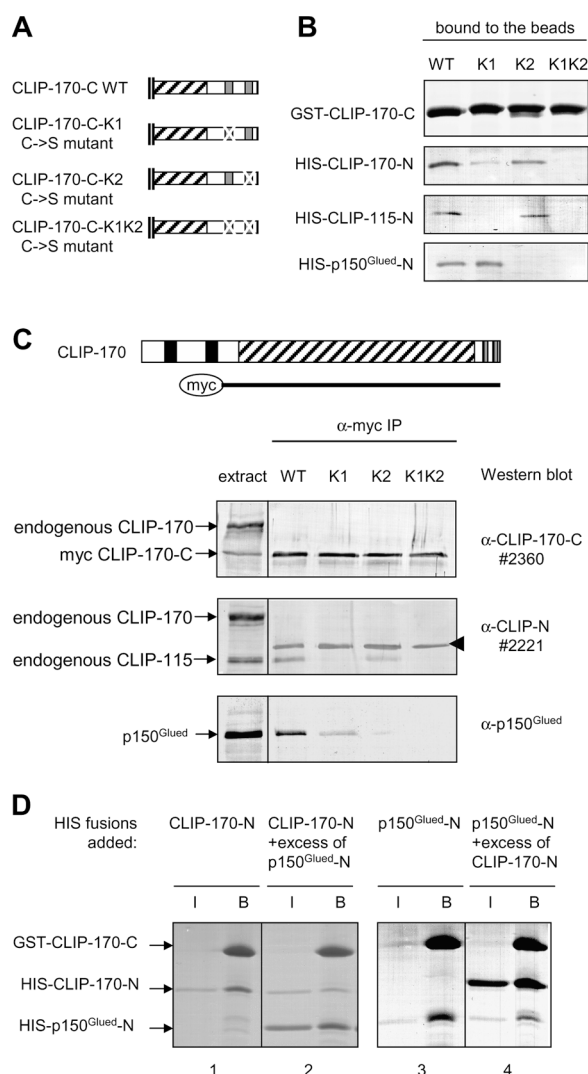 A
CLIP-170-C WT
CLIP-170-C-K1
C->S mutant
CLIP-170-C-K2
C->S mutant
CLIP-170-C-K1K2
C->S mutant
B
bound to the beads
WT K1 K2 K1K2
GST-CLIP-170-C
HIS-CLIP-170-N
HIS-CLIP-115-N
HIS-p150Glued-N
C
CLIP-170
myc
α-myc IP
extract WT K1 K2 K1K2 Western blot
endogenous CLIP-170
myc CLIP-170-C
α-CLIP-170-C
#2360
endogenous CLIP-170
endogenous CLIP-115
α-CLIP-N
#2221
p150Glued
α-p150Glued
D
HIS fusions
added:
CLIP-170-N
CLIP-170-N
+excess of
p150Glued-N
p150Glued-N
p150Glued-N
+excess of
CLIP-170-N
I B I B I B I B
GST-CLIP-170-C
HIS-CLIP-170-N
HIS-p150Glued-N
1 2 3 4